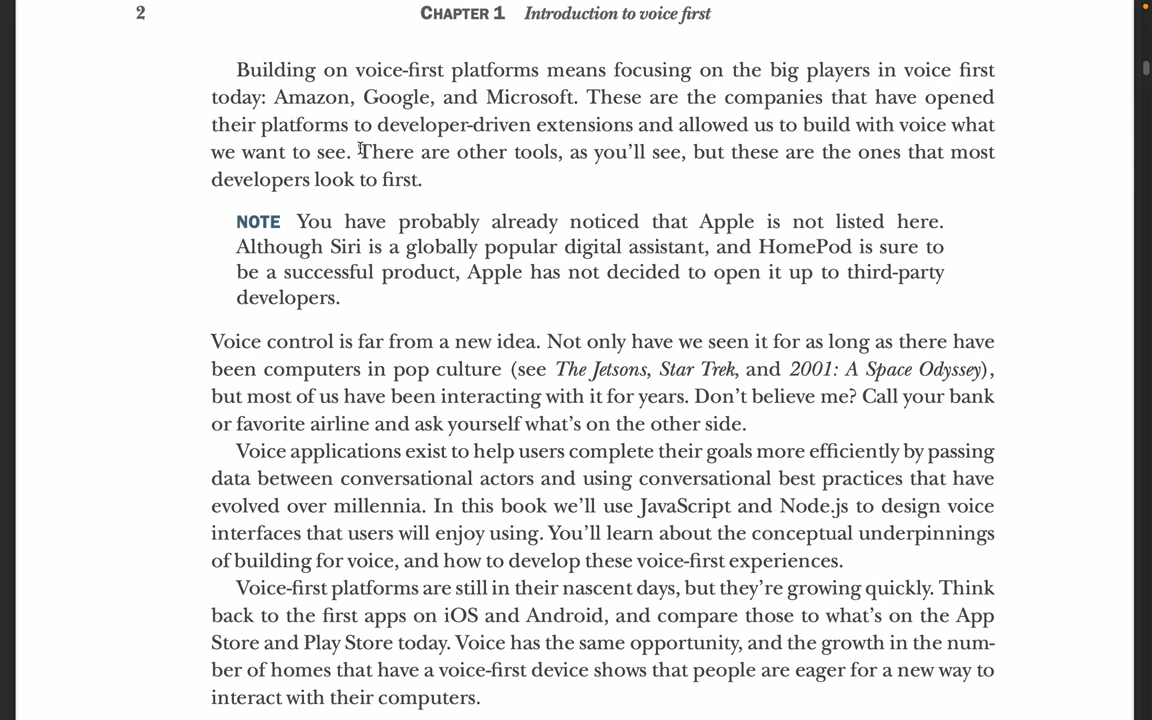 2 CHAPTER 1 Introduction to voice first
Building on voice-first platforms means focusing on the big players in voice first
today: Amazon, Google, and Microsoft. These are the companies that have opened
their platforms to developer-driven extensions and allowed us to build with voice what
we want to see. There are other tools, as you’ll see, but these are the ones that most
developers look to first.
NOTE You have probably already noticed that Apple is not listed here.
Although Siri is a globally popular digital assistant, and HomePod is sure to
be a successful product, Apple has not decided to open it up to third-party
developers.
Voice control is far from a new idea. Not only have we seen it for as long as there have
been computers in pop culture (see The Jetsons, Star Trek, and 2001: A Space Odyssey),
but most of us have been interacting with it for years. Don’t believe me? Call your bank
or favorite airline and ask yourself what’s on the other side.
Voice applications exist to help users complete their goals more efficiently by passing
data between conversational actors and using conversational best practices that have
evolved over millennia. In this book we’ll use JavaScript and Node.js to design voice
interfaces that users will enjoy using. You’ll learn about the conceptual underpinnings
of building for voice, and how to develop these voice-first experiences.
Voice-first platforms are still in their nascent days, but they’re growing quickly. Think
back to the first apps on iOS and Android, and compare those to what’s on the App
Store and Play Store today. Voice has the same opportunity, and the growth in the num-
ber of homes that have a voice-first device shows that people are eager for a new way to
interact with their computers.